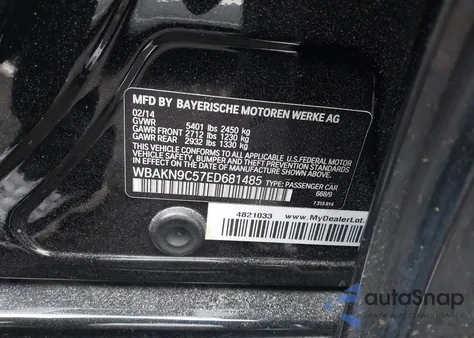 MFD BY BAYERISCHE MOTOREN WERKE AG
02/14
GVWR 5401 lbs 2450 kg
GAWR FRONT 2712 lbs 1230 kg
GAWR REAR 2932 lbs 1330 kg
THIS VEHICLE CONFORMS TO ALL APPLICABLE U.S.FEDERAL MOTOR
VEHICLE SAFETY, BUMPER, AND THEFT PREVENTION STANDARDS
IN EFFECT ON THE DATE OF MANUFACTURE SHOWN ABOVE.
WBAKN9C57ED681485 TYPE: PASSENGER CAR
668/9
4821033 www.MyDealerLot.
autoSnap